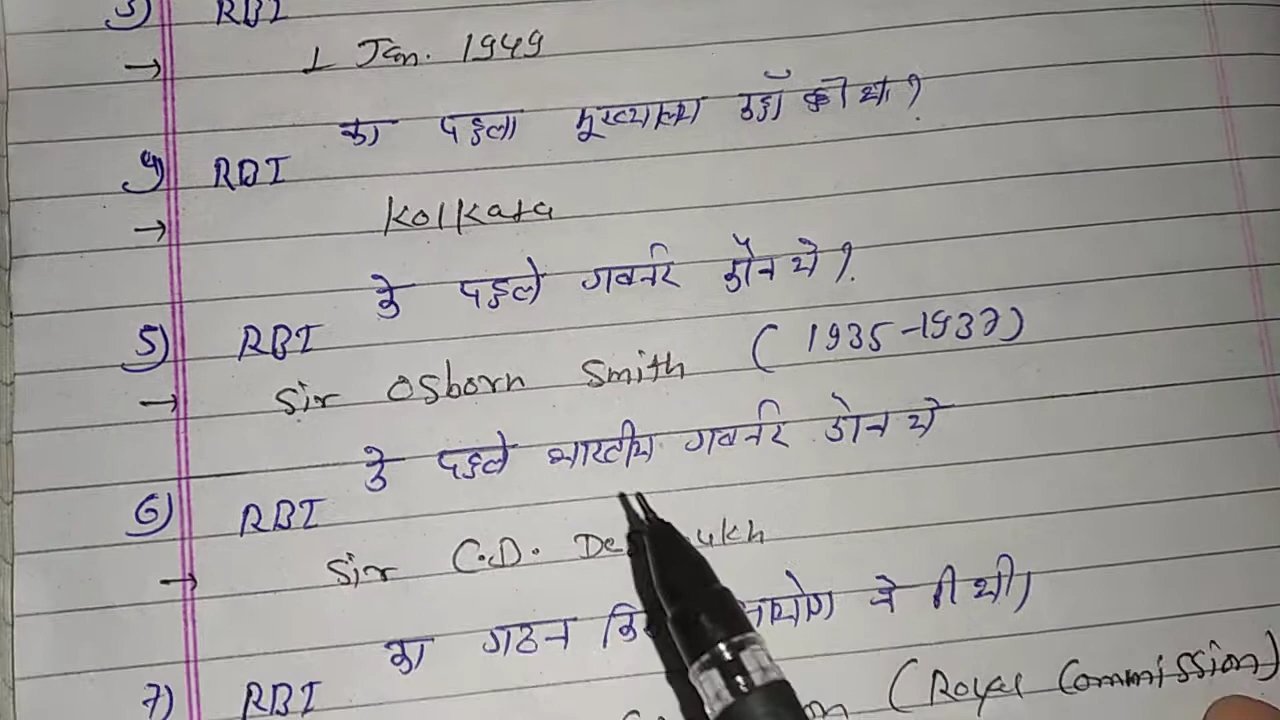 3) RBI
→ 1 Jan. 1949
4) RBI का पहला मुख्यालय कहाँ को था?
→ Kolkata
5) RBI के पहले गवर्नर कौन थे?
→ Sir Osborn Smith (1935-1937)
6) RBI के पहले भारतीय गवर्नर कौन थे
→ Sir C.D.
7) RBI का गठन ने की थी।
(Royal Commission)